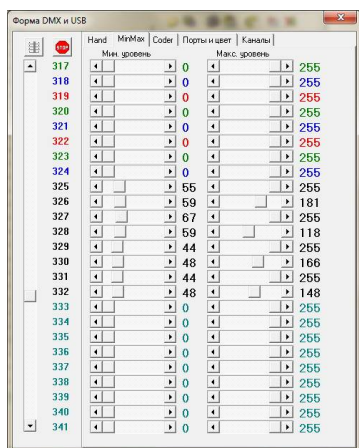 Форма DMX и USB
STOP
Hand MinMax Coder Порты и цвет Каналы
Мин. уровень Макс. уровень
317 0 255
318 0 255
319 0 255
320 0 255
321 0 255
322 0 255
323 0 255
324 0 255
325 55 255
326 59 181
327 67 255
328 59 118
329 44 255
330 48 166
331 44 255
332 48 148
333 0 255
334 0 255
335 0 255
336 0 255
337 0 255
338 0 255
339 0 255
340 0 255
341 0 255